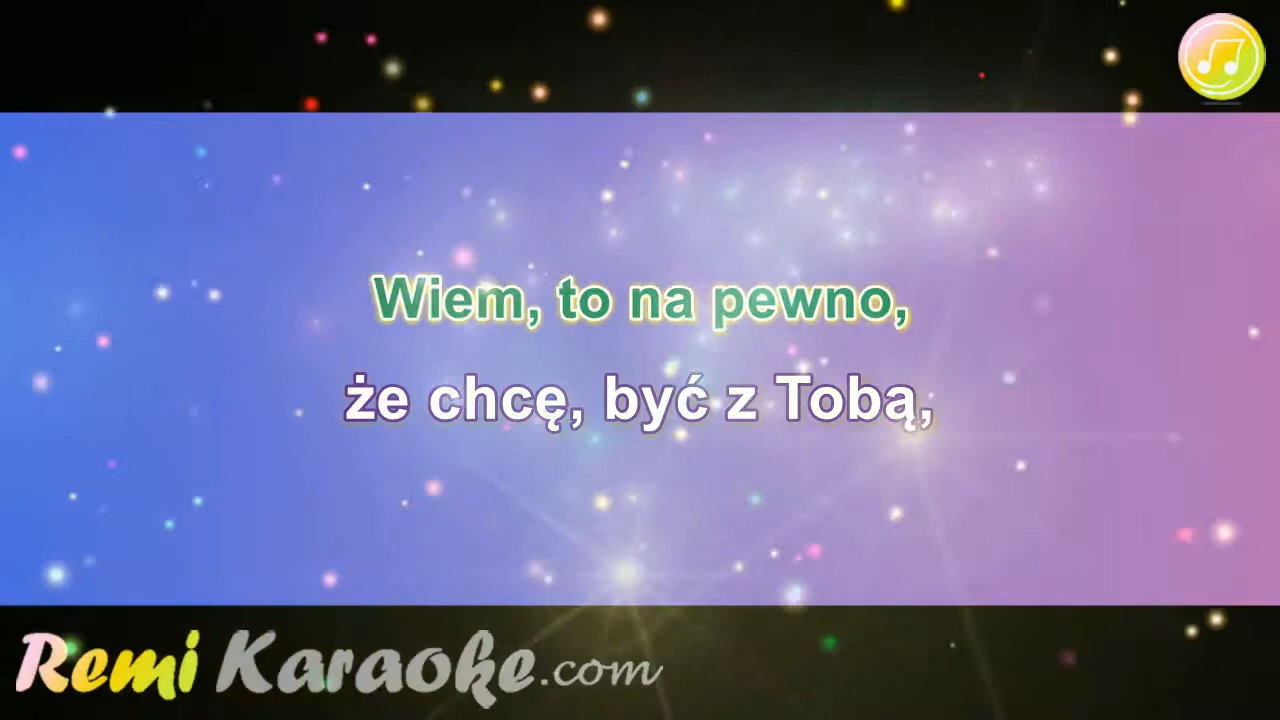 Wiem, to na pewno,
że chcę, być z Tobą,
Remi Karaoke.com